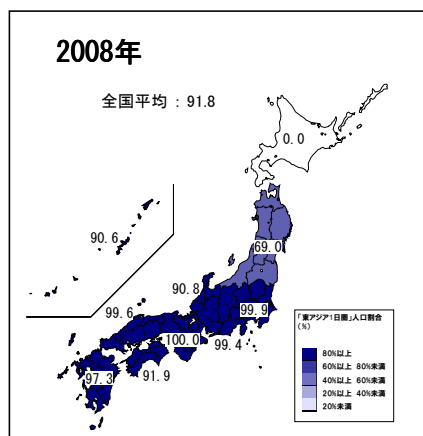 2008年
全国平均 : 91.8
0.0
90.6
69.0
90.8
99.6
99.9
100.0
99.4
97.3
91.9
「東アジア1日圏」人口割合
(%)
80%以上
60%以上 80%未満
40%以上 60%未満
20%以上 40%未満
20%未満